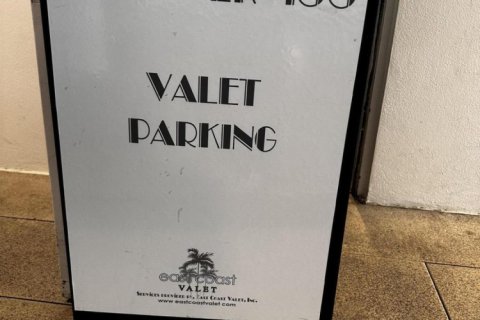 VALET
PARKING
eastcoast
VALET
SERVICES PROVIDED BY, EAST COAST VALET, INC.
www.eastcoastvalet.com